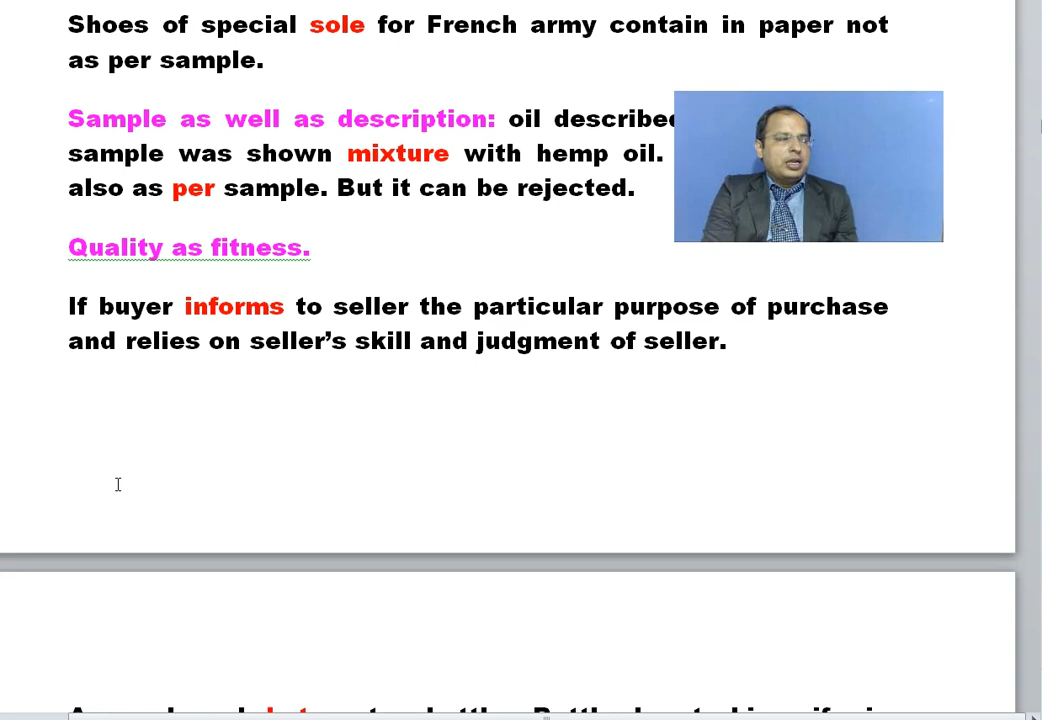 Shoes of special sole for French army contain in paper not
as per sample.
Sample as well as description: oil described
sample was shown mixture with hemp oil.
also as per sample. But it can be rejected.
Quality as fitness.
If buyer informs to seller the particular purpose of purchase
and relies on seller's skill and judgment of seller.